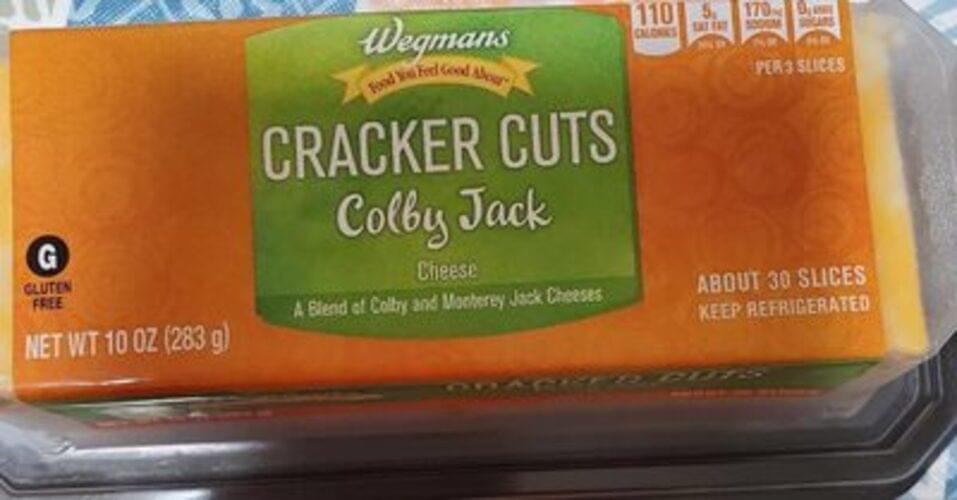 Wegmans
Food You Feel Good About
CRACKER CUTS
Colby Jack
Cheese
A Blend of Colby and Monterey Jack Cheeses
110
CALORIES
5g
SAT FAT
170mg
SODIUM
0g
SUGARS
PER 3 SLICES
G
GLUTEN
FREE
NET WT 10 OZ (283 g)
ABOUT 30 SLICES
KEEP REFRIGERATED
CRACKER CUTS